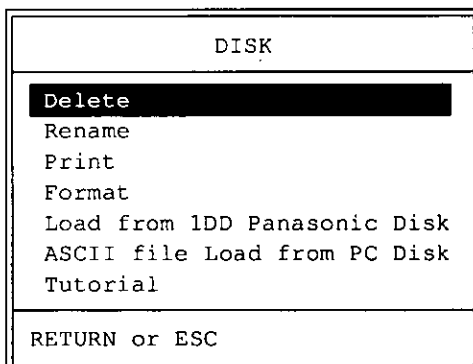 DISK
Delete
Rename
Print
Format
Load from 1DD Panasonic Disk
ASCII file Load from PC Disk
Tutorial
RETURN or ESC